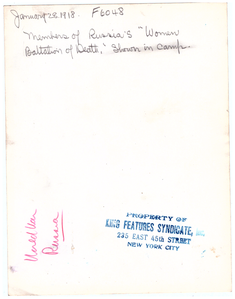 January 28, 1918. F6048
Members of Russia's "Women
Baltation of Death," Shown in Camp.
Russia
PROPERTY OF
KING FEATURES SYNDICATE, INC.
235 EAST 45th STREET
NEW YORK CITY